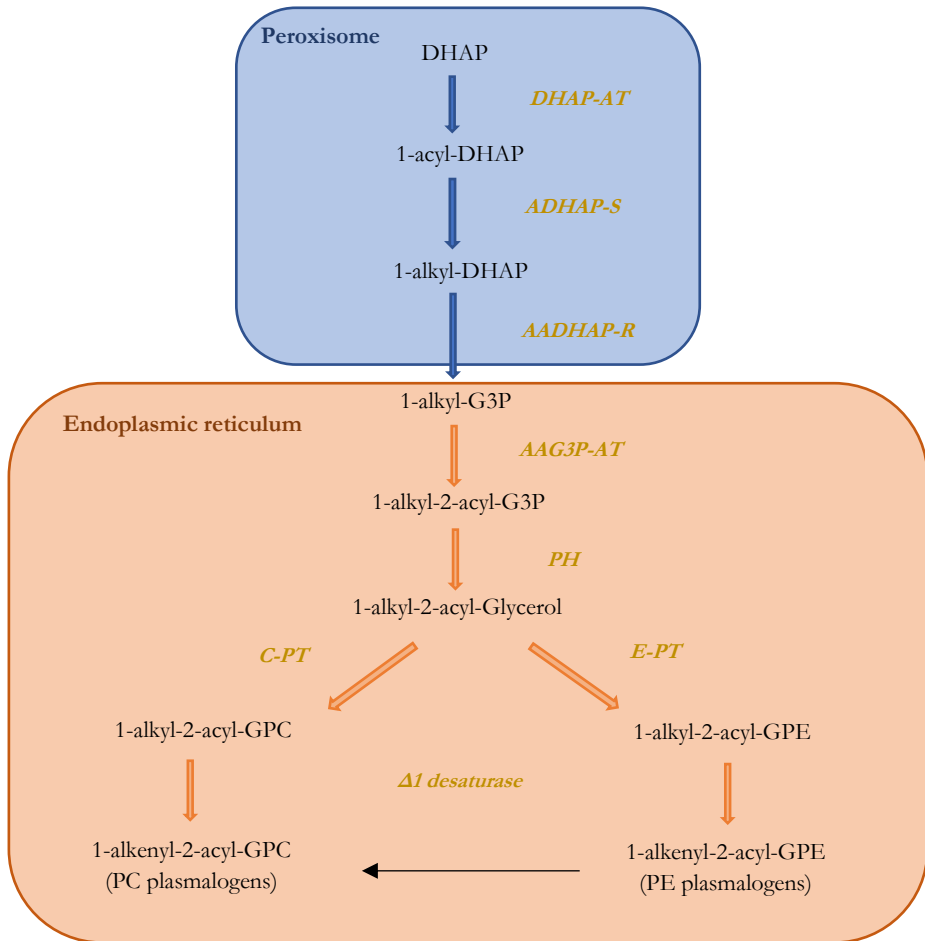 Peroxisome
DHAP
DHAP-AT
1-acyl-DHAP
ADHAP-S
1-alkyl-DHAP
AADHAP-R
1-alkyl-G3P
Endoplasmic reticulum
AAG3P-AT
1-alkyl-2-acyl-G3P
PH
1-alkyl-2-acyl-Glycerol
C-PT
E-PT
1-alkyl-2-acyl-GPC
1-alkyl-2-acyl-GPE
Δ1 desaturase
1-alkenyl-2-acyl-GPC
(PC plasmalogens)
1-alkenyl-2-acyl-GPE
(PE plasmalogens)